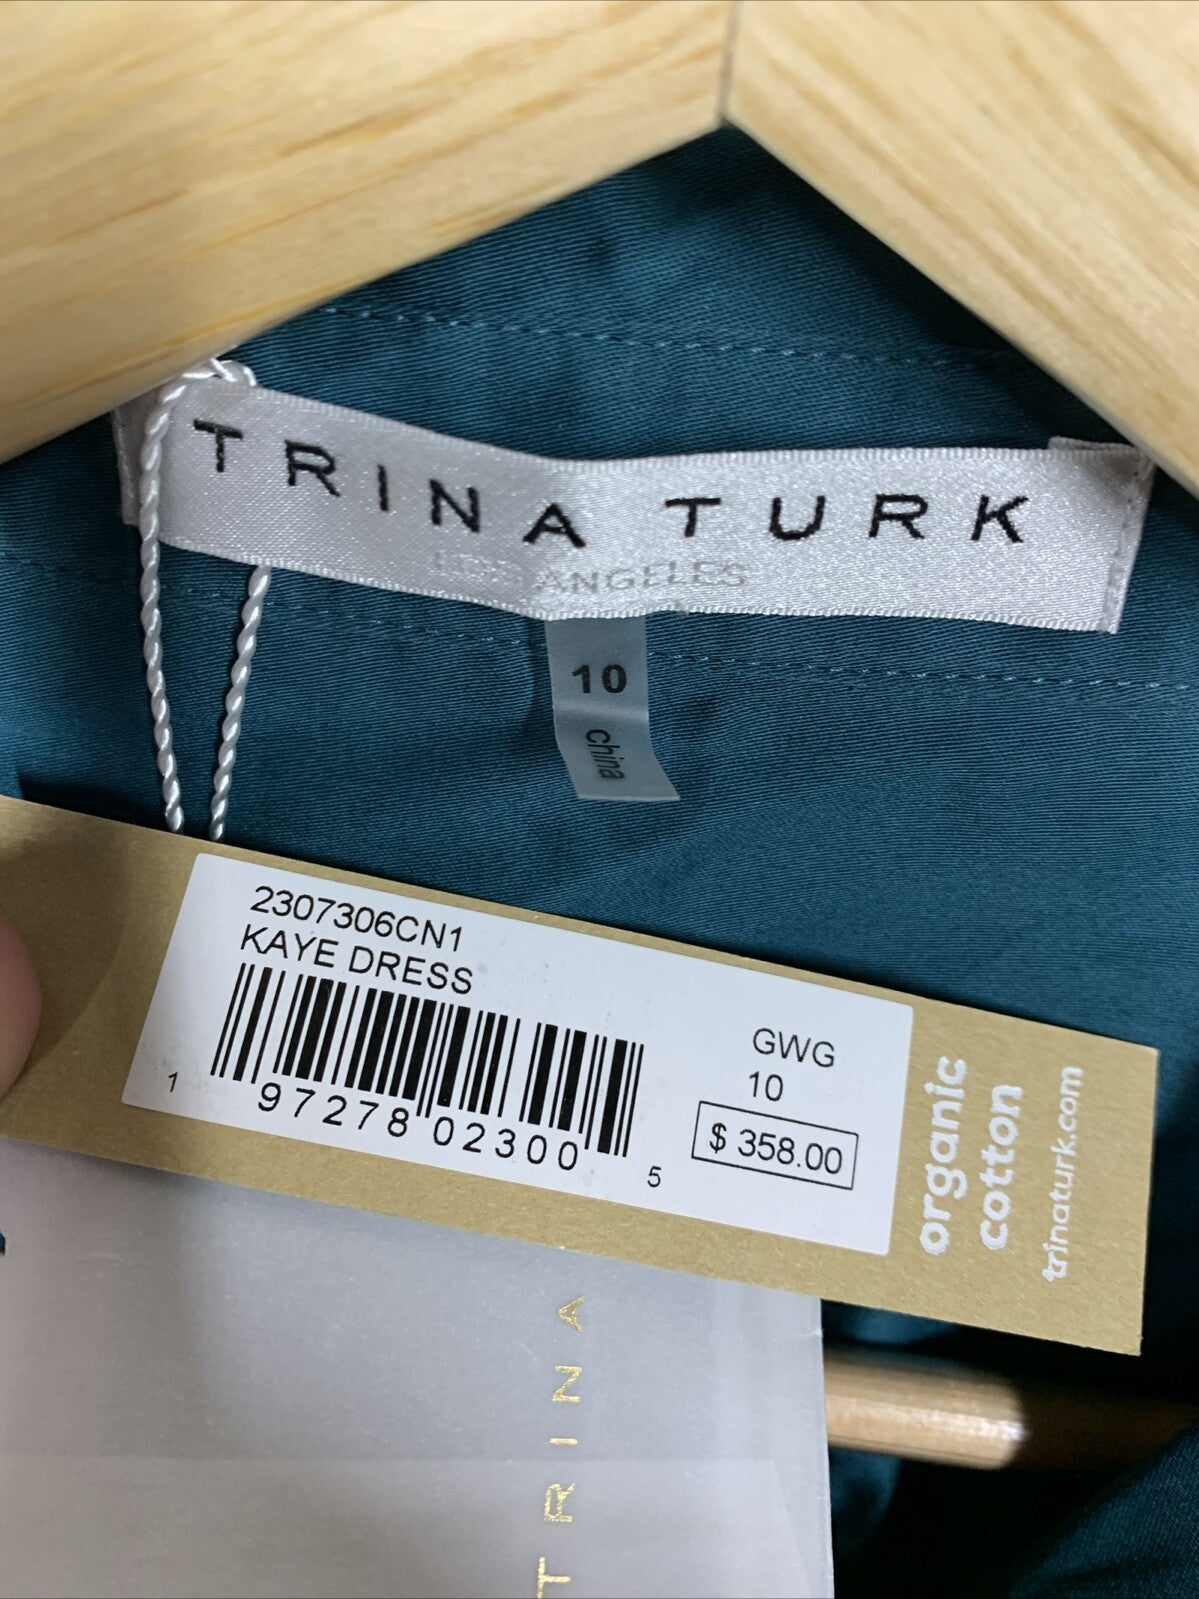 TRINA TURK
LOS ANGELES
10
china
2307306CN1
KAYE DRESS
1 97278 02300 5
GWG
10
$ 358.00
organic
cotton
trinaturk.com
TRINA